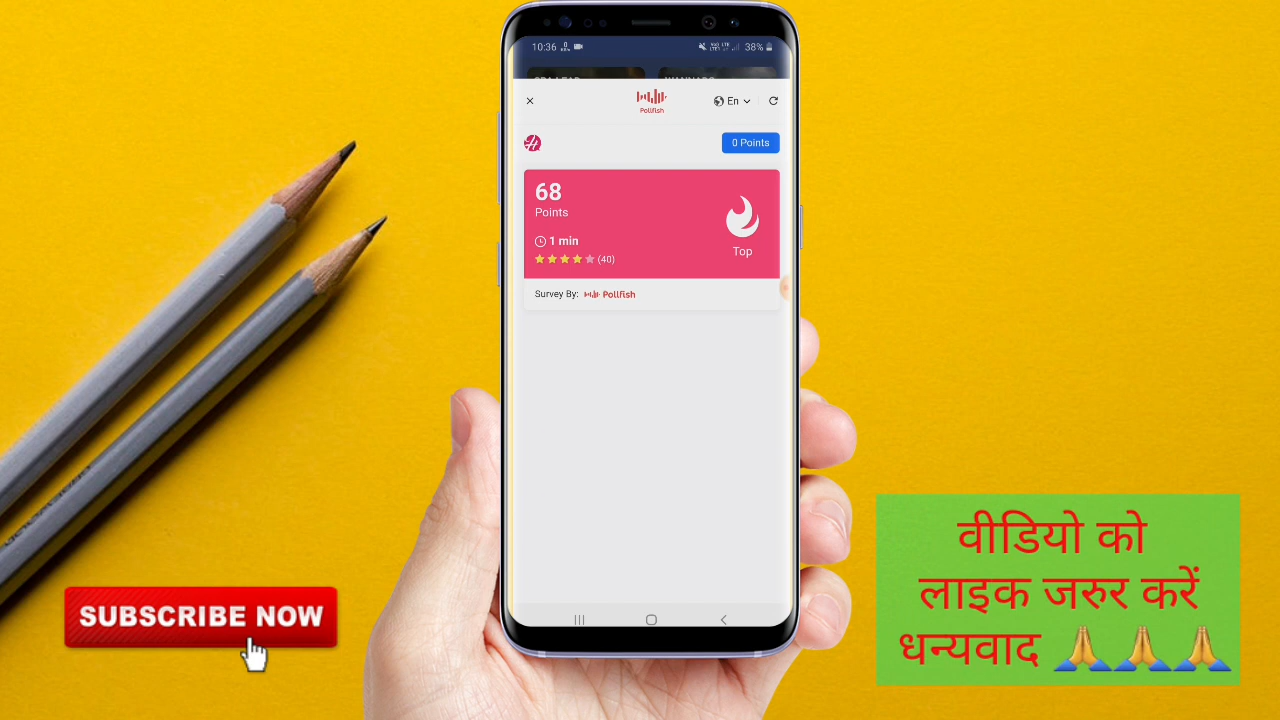 10:36
38%
Pollfish
En
0 Points
68
Points
1 min
(40)
Top
Survey By: Pollfish
SUBSCRIBE NOW
वीडियो को
लाइक जरुर करें
धन्यवाद 🙏🙏🙏